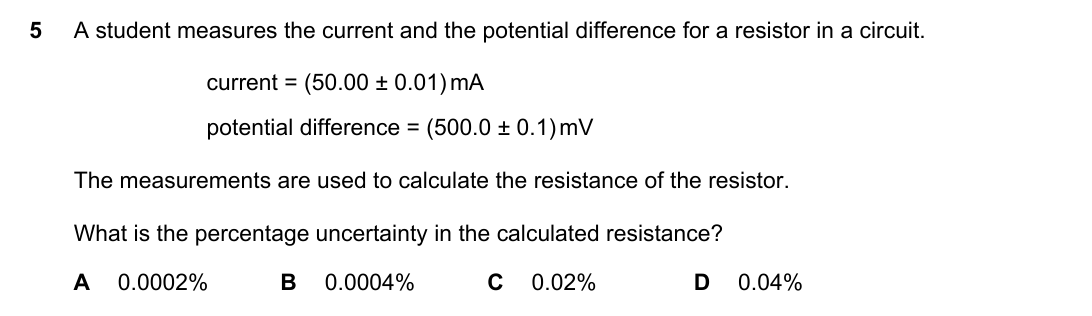 5 A student measures the current and the potential difference for a resistor in a circuit.
current = (50.00 ± 0.01) mA
potential difference = (500.0 ± 0.1) mV
The measurements are used to calculate the resistance of the resistor.
What is the percentage uncertainty in the calculated resistance?
A 0.0002% B 0.0004% C 0.02% D 0.04%